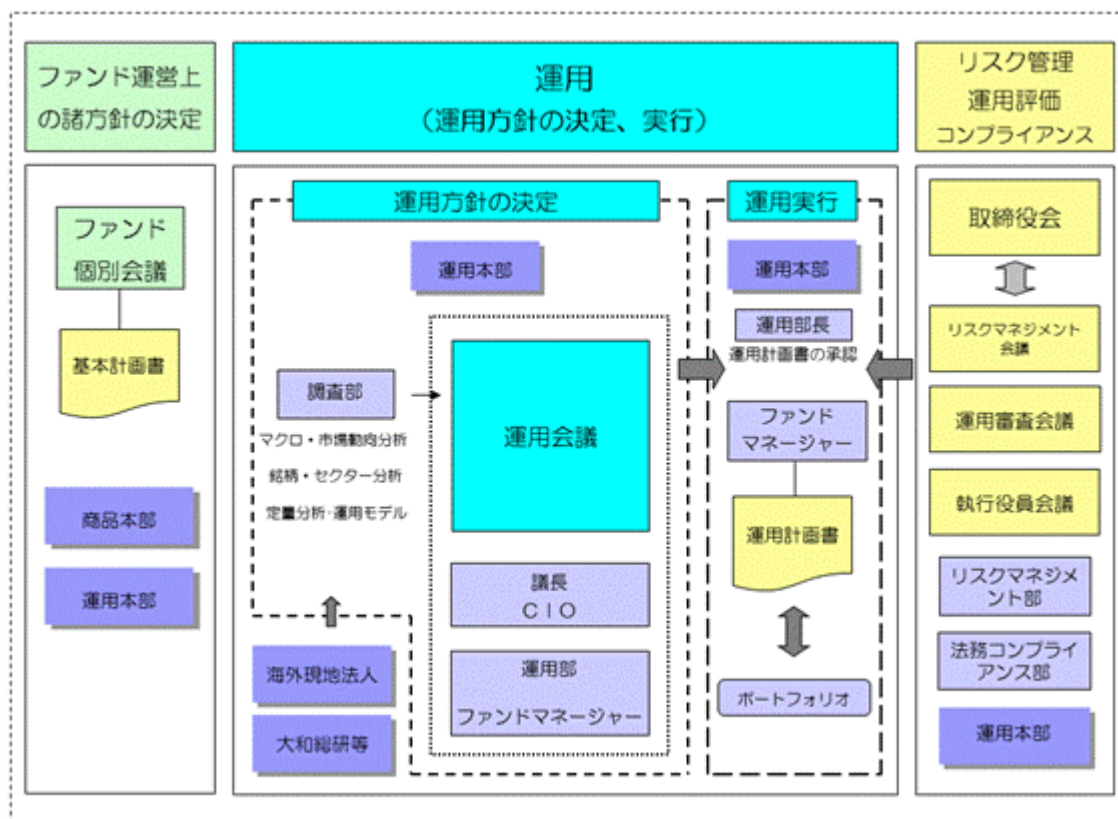 ファンド運営上
の諸方針の決定
運用
（運用方針の決定、実行）
リスク管理
運用評価
コンプライアンス
ファンド
個別会議
基本計画書
商品本部
運用本部
運用方針の決定
運用本部
調査部
マクロ・市場動向分析
銘柄・セクター分析
定量分析・運用モデル
海外現地法人
大和総研等
運用会議
議長
ＣＩＯ
運用部
ファンドマネージャー
運用実行
運用本部
運用部長
運用計画書の承認
ファンド
マネージャー
運用計画書
ポートフォリオ
取締役会
リスクマネジメント
会議
運用審査会議
執行役員会議
リスクマネジメ
ント部
法務コンプライ
アンス部
運用本部